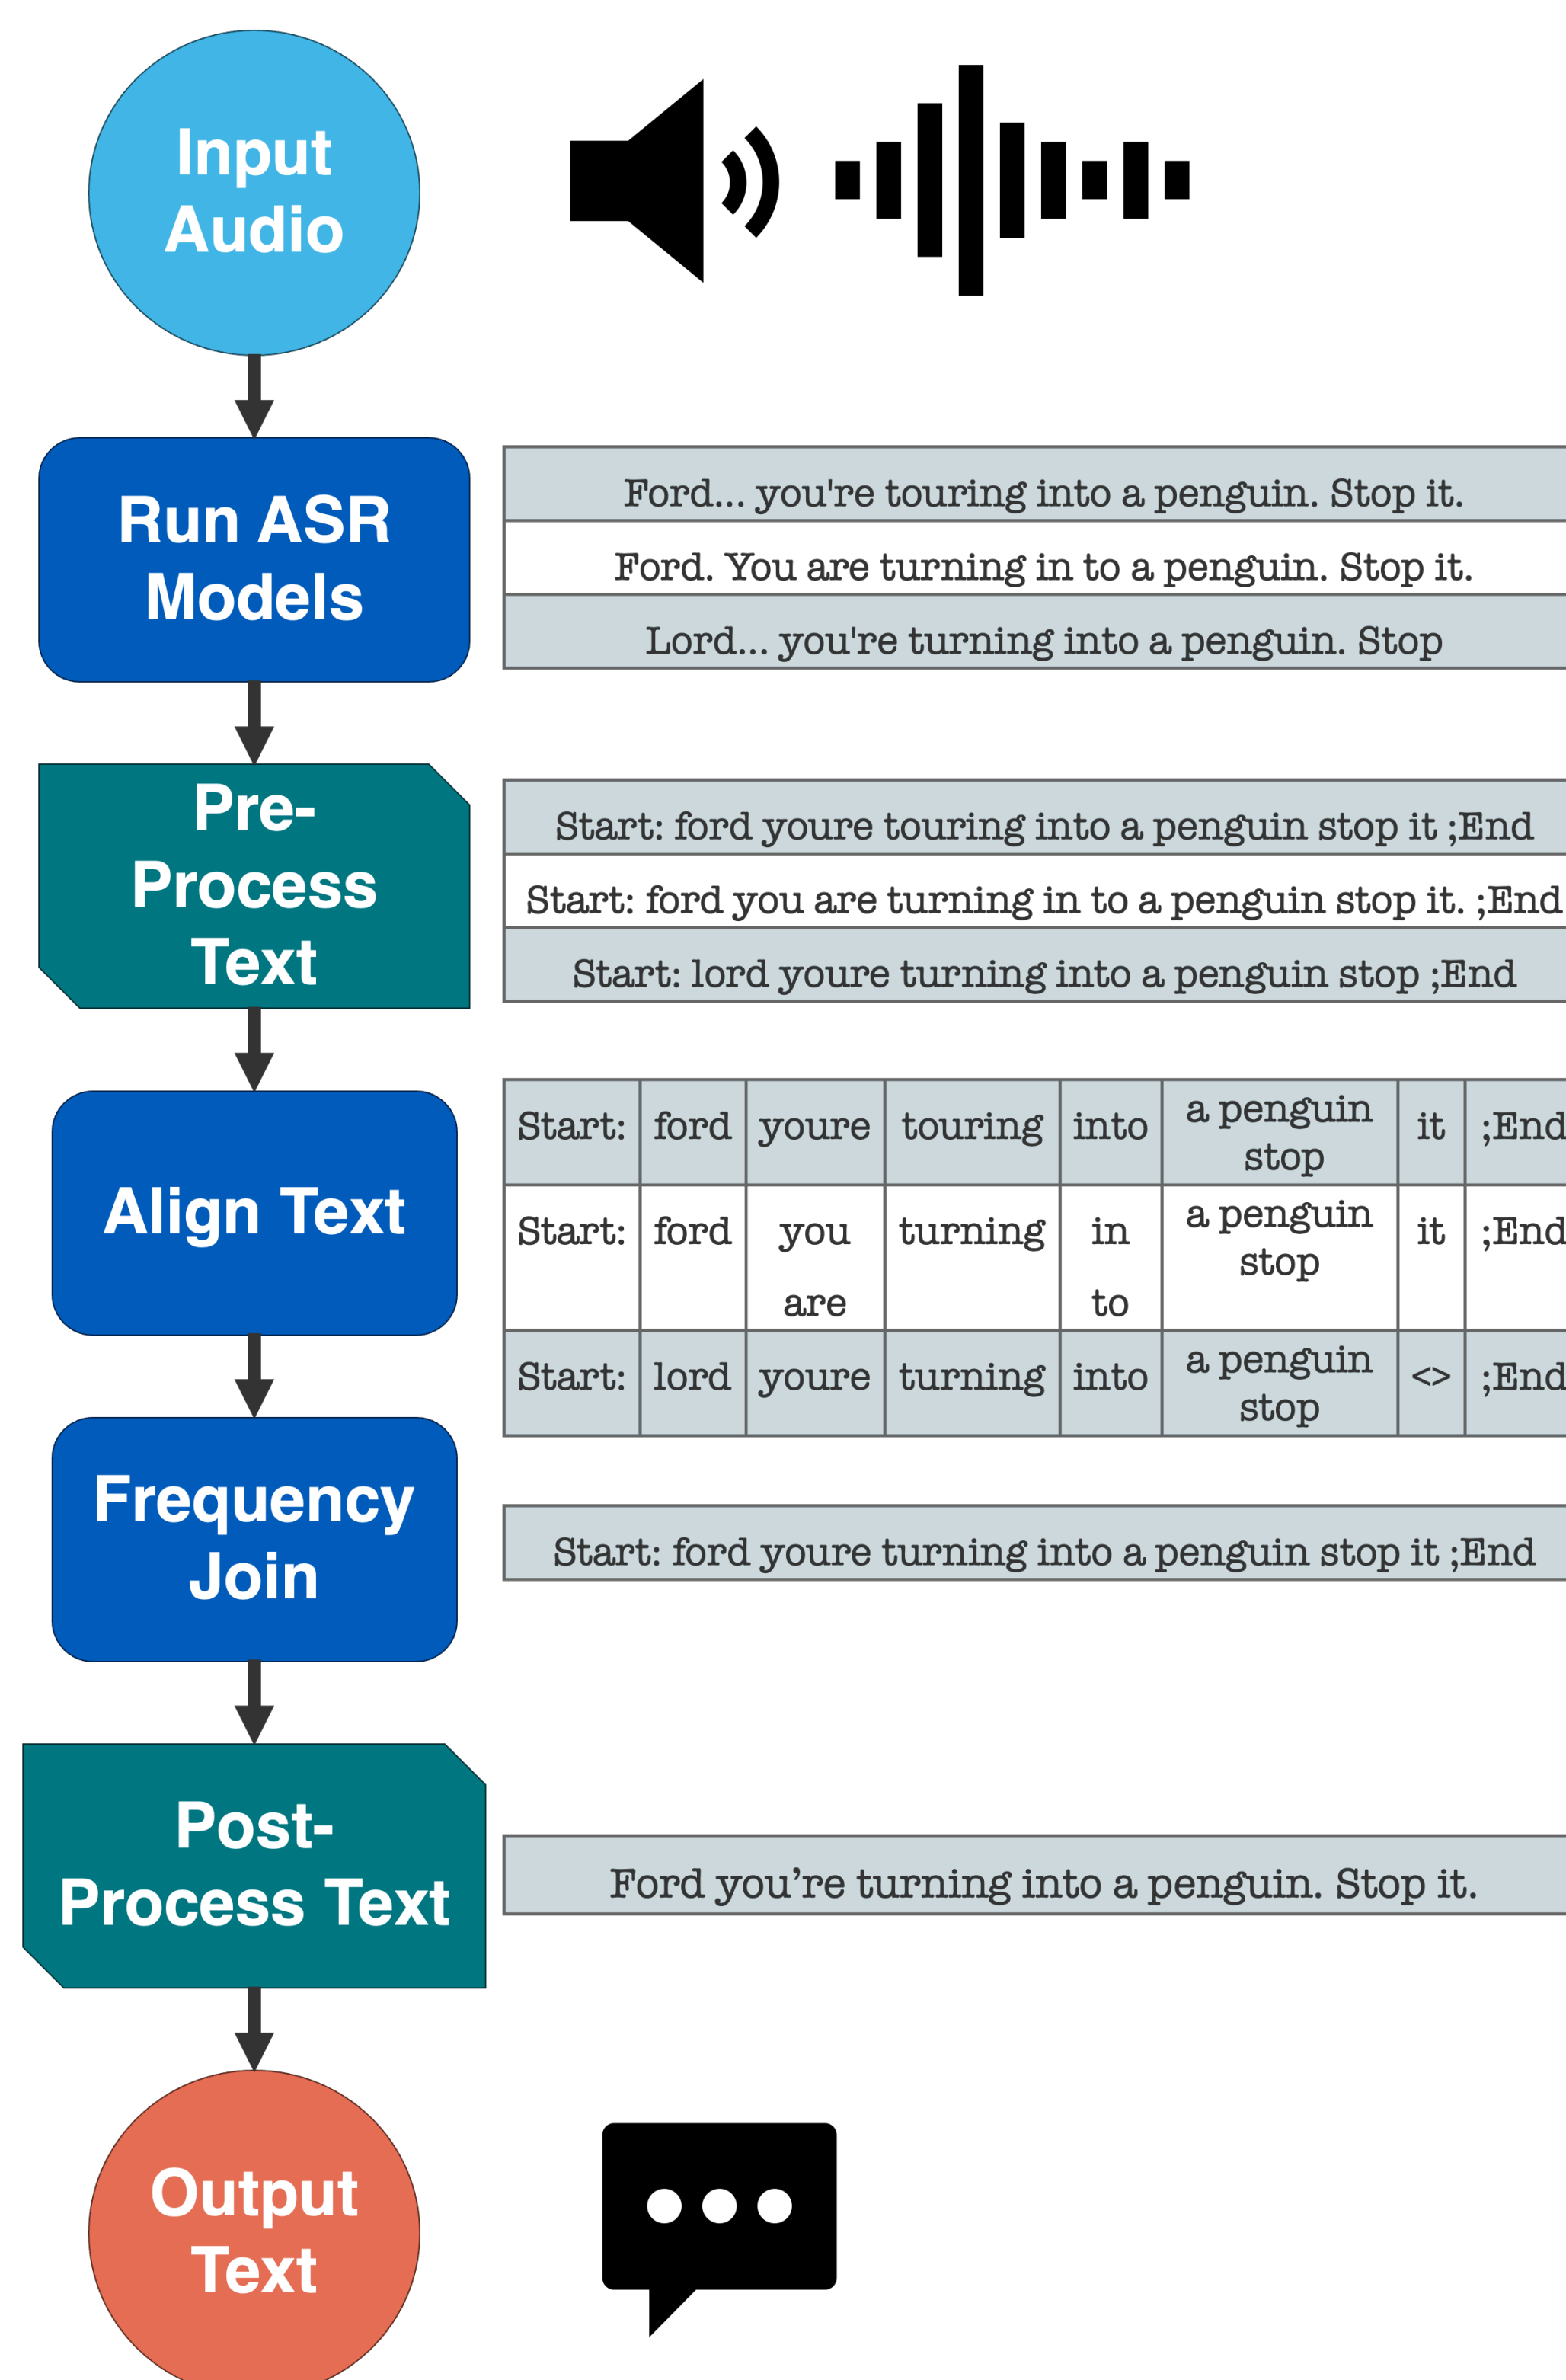 Input
Audio
Run ASR
Models
Ford... you're touring into a penguin. Stop it.
Ford. You are turning in to a penguin. Stop it.
Lord... you're turning into a penguin. Stop
Pre-
Process
Text
Start: ford youre touring into a penguin stop it ;End
Start: ford you are turning in to a penguin stop it. ;End
Start: lord youre turning into a penguin stop ;End
Align Text
Start: ford youre touring into a penguin stop it ;End
Start: ford you are turning in to a penguin stop it ;End
Start: lord youre turning into a penguin stop <> ;End
Frequency
Join
Start: ford youre turning into a penguin stop it ;End
Post-
Process Text
Ford you’re turning into a penguin. Stop it.
Output
Text